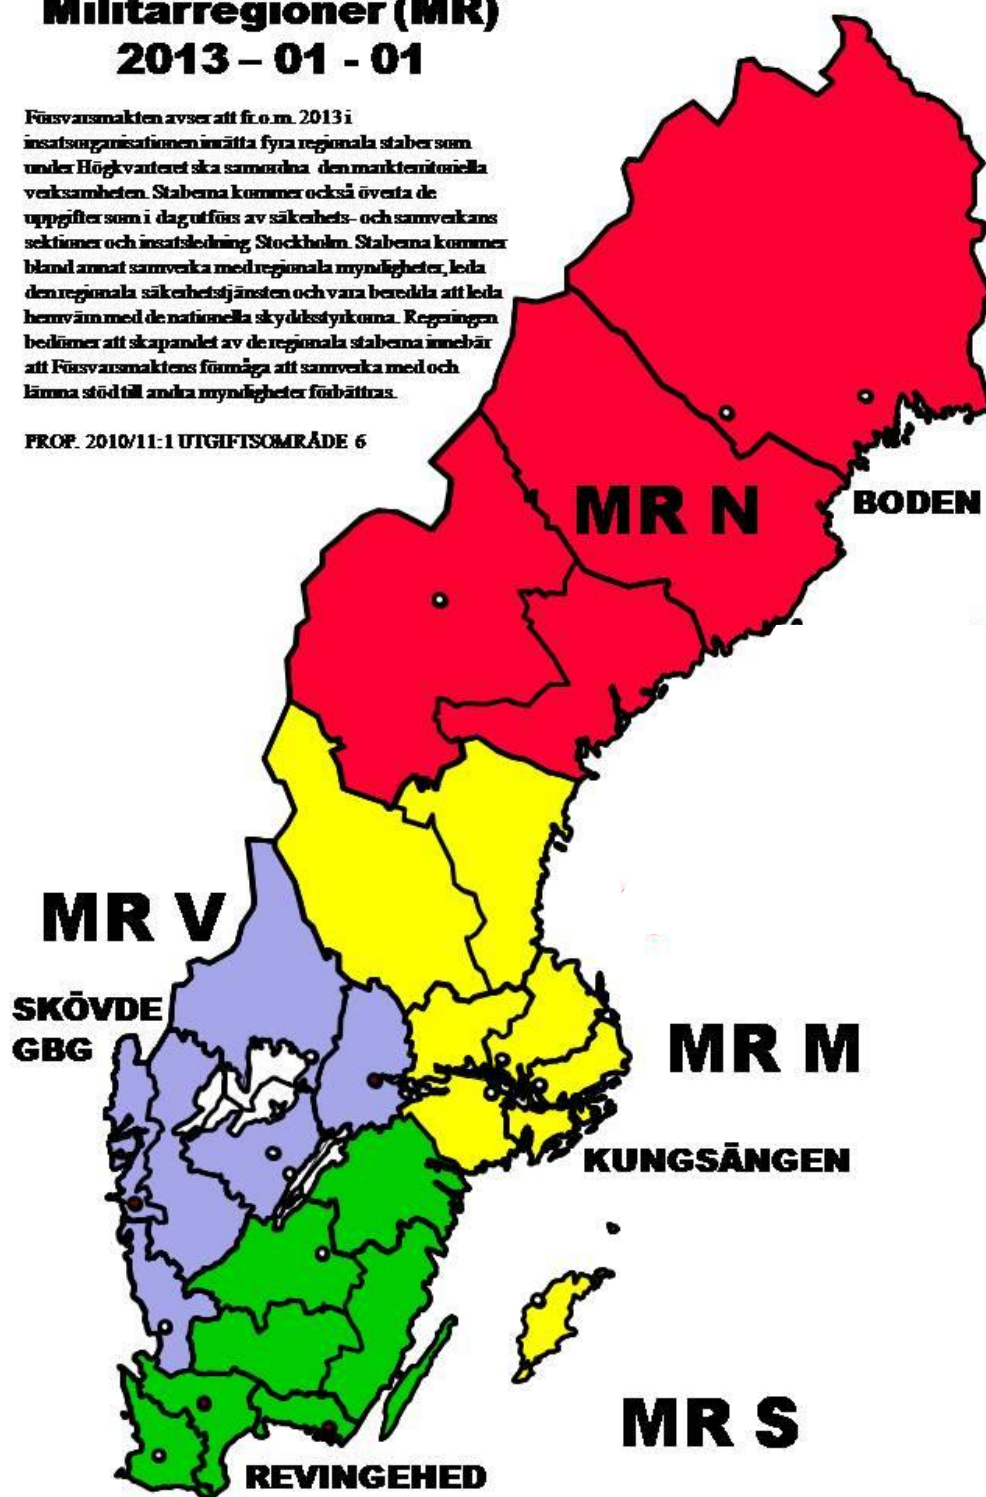 Militärregioner (MR)
2013 – 01 - 01
Försvarsmakten avser att fr.o.m. 2013 i
insatsorganisationen inrätta fyra regionala staber som
under Högkvarteret ska samordna den markterritoriella
verksamheten. Staberna kommer också överta de
uppgifter som i dag utförs av säkerhets- och samverkans
sektioner och insatsledning Stockholm. Staberna kommer
bland annat samverka med regionala myndigheter, leda
den regionala säkerhetstjänsten och vara beredda att leda
hemvärn med de nationella skyddsstyrkorna. Regeringen
bedömer att skapandet av de regionala staberna innebär
att Försvarsmaktens förmåga att samverka med och
lämna stöd till andra myndigheter förbättras.
PROP. 2010/11:1 UTGIFTSOMRÅDE 6
MR N
BODEN
MR V
SKÖVDE
GBG
MR M
KUNGSÄNGEN
MR S
REVINGEHED